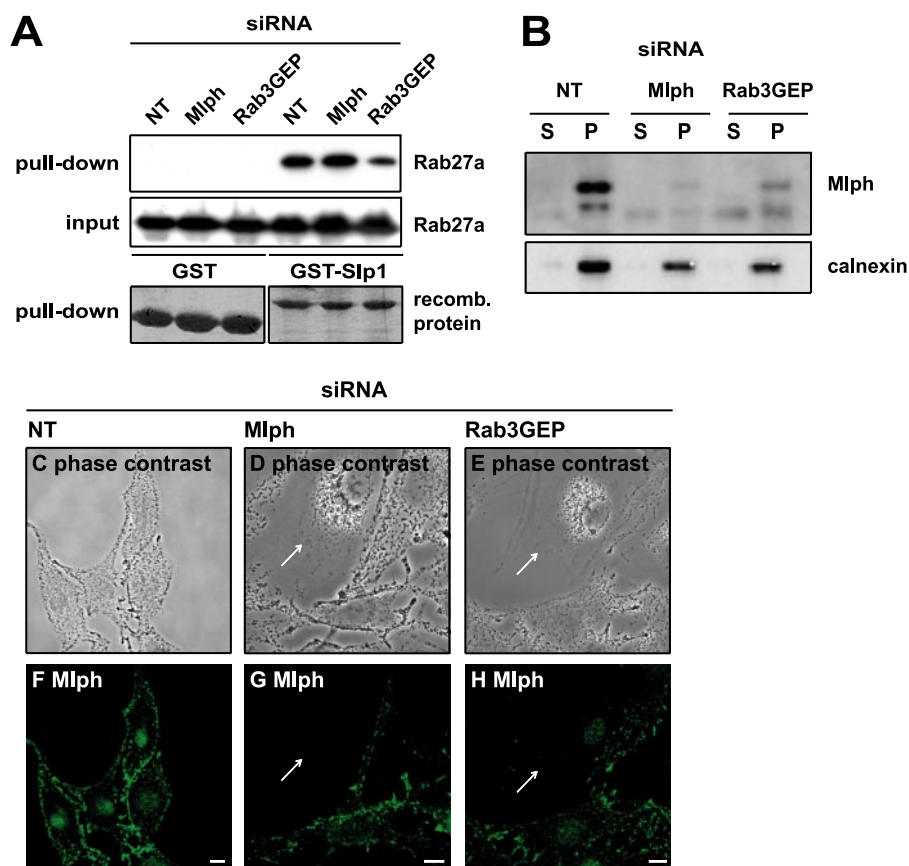 A
siRNA
NT Mlph Rab3GEP NT Mlph Rab3GEP
pull-down Rab27a
input Rab27a
GST GST-Slp1
pull-down recomb. protein
B
siRNA
NT Mlph Rab3GEP
S P S P S P
Mlph
calnexin
siRNA
NT Mlph Rab3GEP
C phase contrast D phase contrast E phase contrast
F Mlph G Mlph H Mlph